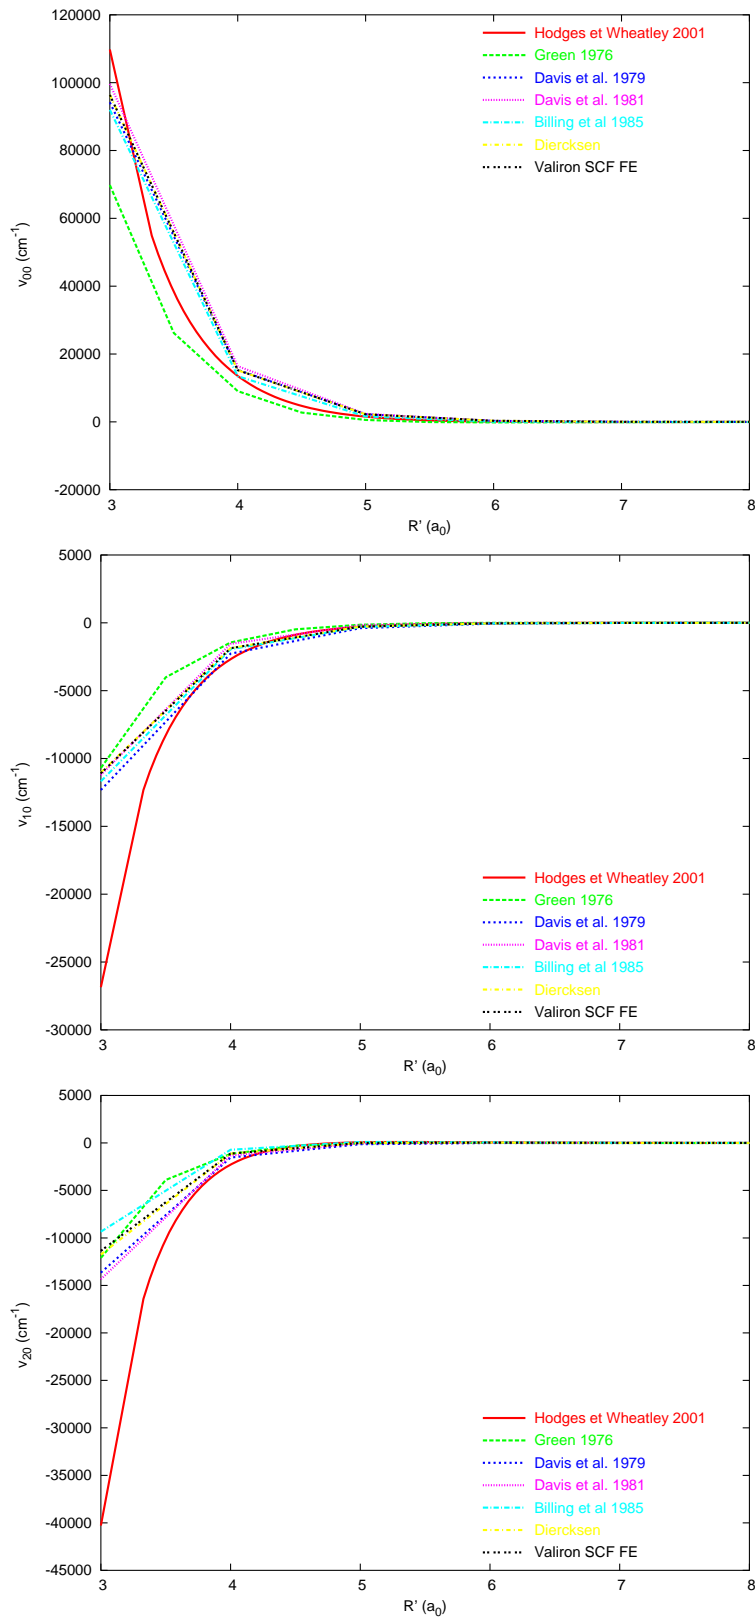 120000
100000
80000
60000
40000
20000
0
-20000
v00 (cm-1)
Hodges et Wheatley 2001
Green 1976
Davis et al. 1979
Davis et al. 1981
Billing et al 1985
Diercksen
Valiron SCF FE
3 4 5 6 7 8
R' (a0)
5000
0
-5000
-10000
-15000
-20000
-25000
-30000
v10 (cm-1)
Hodges et Wheatley 2001
Green 1976
Davis et al. 1979
Davis et al. 1981
Billing et al 1985
Diercksen
Valiron SCF FE
3 4 5 6 7 8
R' (a0)
5000
0
-5000
-10000
-15000
-20000
-25000
-30000
-35000
-40000
-45000
v20 (cm-1)
Hodges et Wheatley 2001
Green 1976
Davis et al. 1979
Davis et al. 1981
Billing et al 1985
Diercksen
Valiron SCF FE
3 4 5 6 7 8
R' (a0)